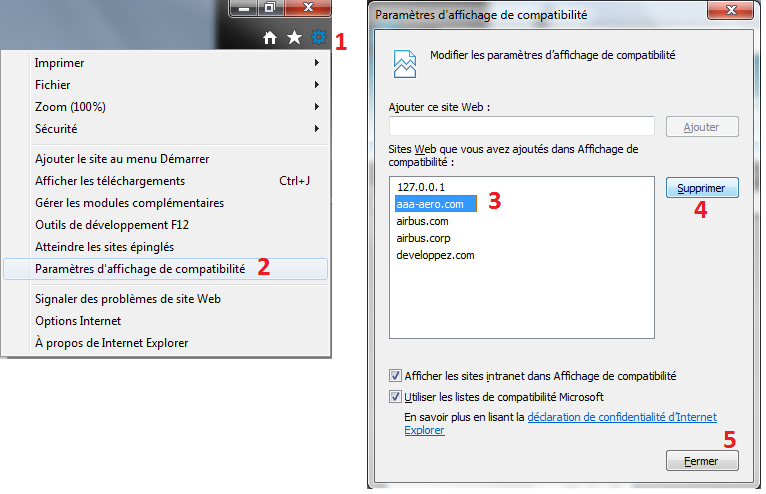 1
Imprimer
Fichier
Zoom (100%)
Sécurité
Ajouter le site au menu Démarrer
Afficher les téléchargements Ctrl+J
Gérer les modules complémentaires
Outils de développement F12
Atteindre les sites épinglés
Paramètres d'affichage de compatibilité 2
Signaler des problèmes de site Web
Options Internet
À propos de Internet Explorer
Paramètres d'affichage de compatibilité
Modifier les paramètres d'affichage de compatibilité
Ajouter ce site Web :
Ajouter
Sites Web que vous avez ajoutés dans Affichage de
compatibilité :
127.0.0.1
Supprimer
aaa-aero.com 3
4
airbus.com
airbus.corp
developpez.com
Afficher les sites intranet dans Affichage de compatibilité
Utiliser les listes de compatibilité Microsoft
En savoir plus en lisant la déclaration de confidentialité d'Internet
Explorer
5
Fermer